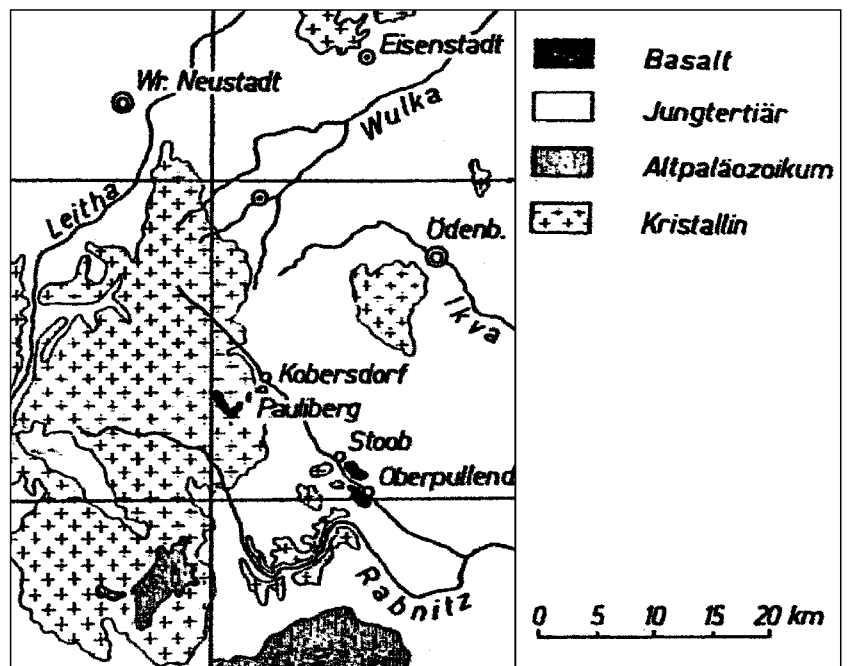 Eisenstadt
Wr. Neustadt
Wulka
Leitha
Ödenb.
Ikva
Kobersdorf
Pauliberg
Stoob
Oberpullend
Rabnitz
Basalt
Jungtertiär
Altpaläozoikum
Kristallin
0 5 10 15 20 km